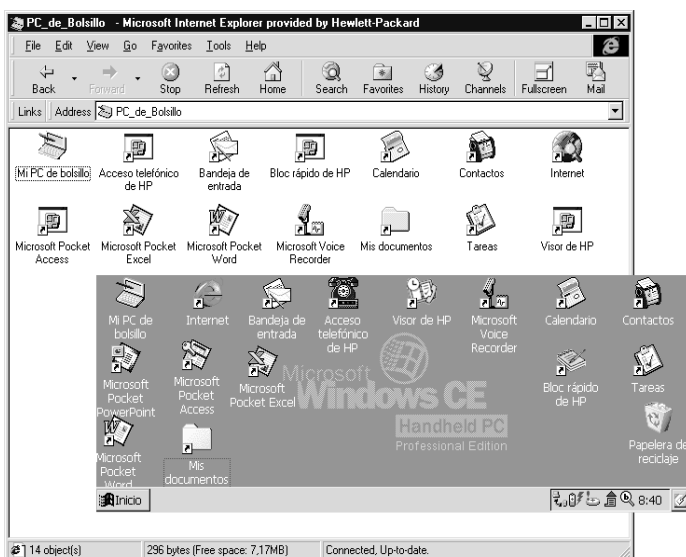 PC_de_Bolsillo - Microsoft Internet Explorer provided by Hewlett-Packard
File Edit View Go Favorites Tools Help
Back Forward Stop Refresh Home Search Favorites History Channels Fullscreen Mail
Links Address PC_de_Bolsillo
Mi PC de bolsillo Acceso telefónico Bandeja de Bloc rápido de HP Calendario Contactos Internet
de HP entrada
Microsoft Pocket Microsoft Pocket Microsoft Pocket Microsoft Voice Mis documentos Tareas Visor de HP
Access Excel Word Recorder
Mi PC de Internet Bandeja de Acceso Visor de HP Microsoft Calendario Contactos
bolsillo entrada telefónico Voice
de HP Recorder
Microsoft
Windows CE
Handheld PC
Professional Edition
Microsoft Microsoft Microsoft Bloc rápido Tareas
Pocket Pocket Pocket Excel de HP
PowerPoint Access
Papelera de
reciclaje
Microsoft Mis
Pocket documentos
Word
Inicio 8:40
14 object(s) 296 bytes (Free space: 7,17MB) Connected, Up-to-date.